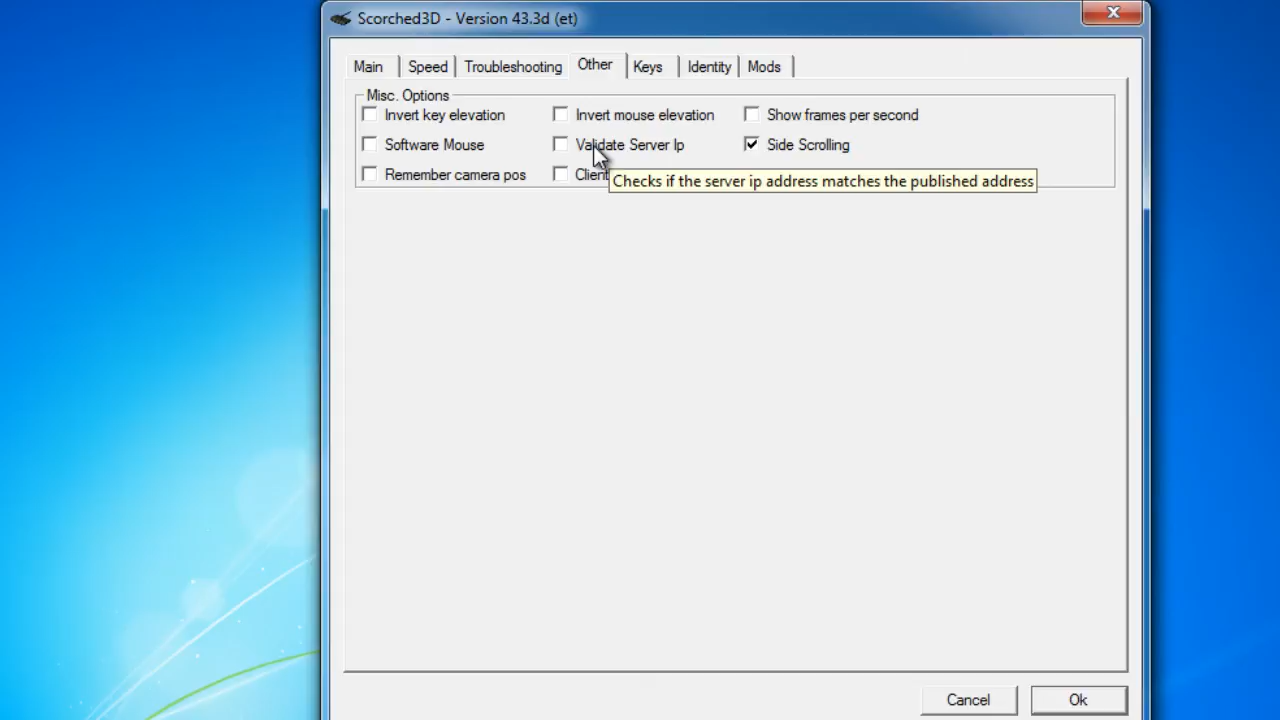 Scorched3D - Version 43.3d (et)
Main Speed Troubleshooting Other Keys Identity Mods
Misc. Options
Invert key elevation Invert mouse elevation Show frames per second
Software Mouse Validate Server Ip Side Scrolling
Remember camera pos Client
Checks if the server ip address matches the published address
Cancel Ok